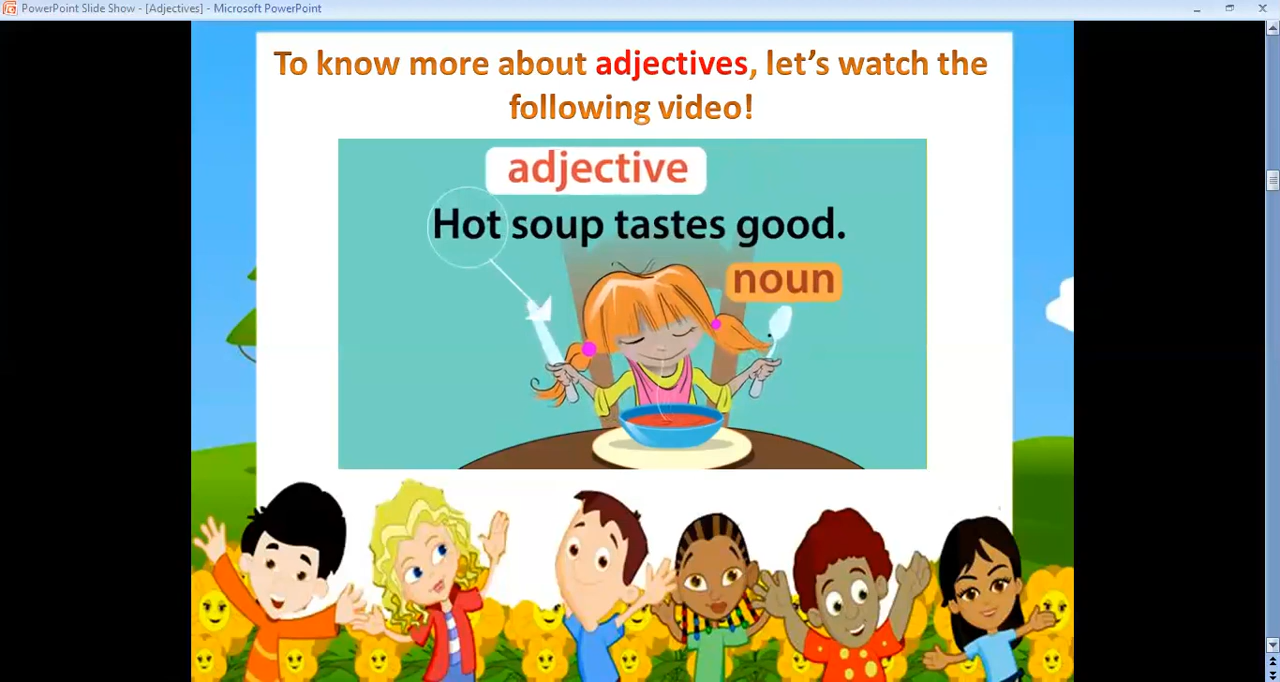 PowerPoint Slide Show - [Adjectives] - Microsoft PowerPoint
To know more about adjectives, let’s watch the
following video!
adjective
Hot soup tastes good.
noun